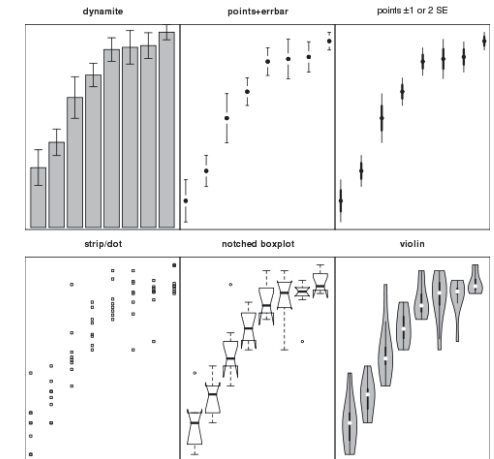 dynamite
points+errbar
points ±1 or 2 SE
strip/dot
notched boxplot
violin